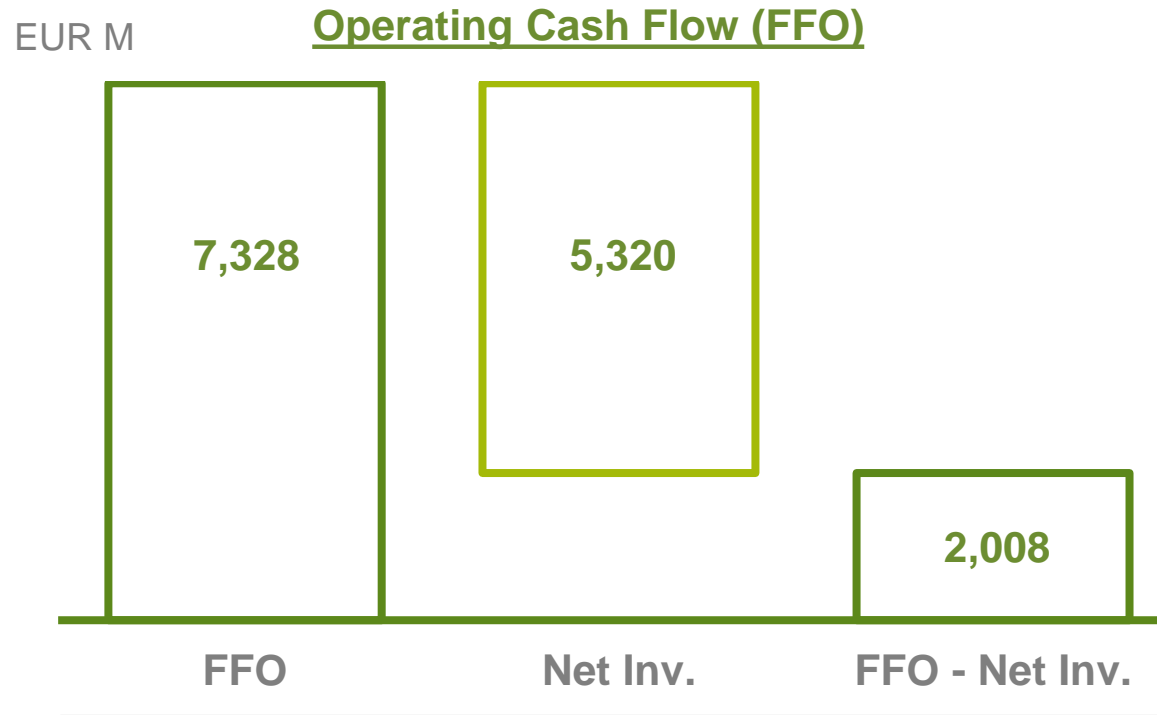 EUR M
Operating Cash Flow (FFO)
7,328
5,320
2,008
FFO
Net Inv.
FFO - Net Inv.